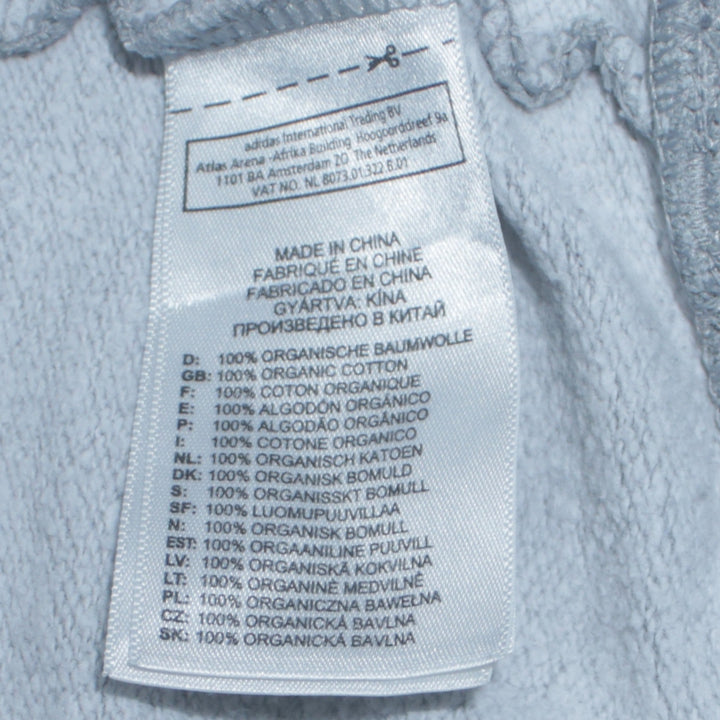 adidas International Trading BV
Atlas Arena -Afrika Building Hoogoorddreef 9a
1101 BA Amsterdam ZO The Netherlands
VAT NO. NL 8073.01.322 B.01
MADE IN CHINA
FABRIQUÉ EN CHINE
FABRICADO EN CHINA
GYÁRTVA: KÍNA
ПРОИЗВЕДЕНО В КИТАЙ
D: 100% ORGANISCHE BAUMWOLLE
GB: 100% ORGANIC COTTON
F: 100% COTON ORGANIQUE
E: 100% ALGODÓN ORGÁNICO
P: 100% ALGODÃO ORGÂNICO
I: 100% COTONE ORGANICO
NL: 100% ORGANISCH KATOEN
DK: 100% ORGANISK BOMULD
S: 100% ORGANISSKT BOMULL
SF: 100% LUOMUPUUVILLAA
N: 100% ORGANISK BOMULL
EST: 100% ORGAANILINE PUUVILL
LV: 100% ORGANISKĀ KOKVILNA
LT: 100% ORGANINĖ MEDVILNĖ
PL: 100% ORGANICZNA BAWEŁNA
CZ: 100% ORGANICKÁ BAVLNA
SK: 100% ORGANICKÁ BAVLNA